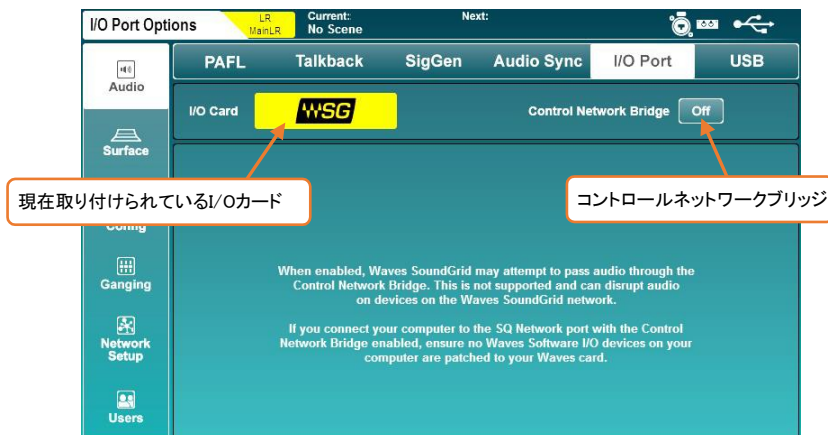 I/O Port Options
LR
MainLR
Current:
No Scene
Next:
Audio
PAFL
Talkback
SigGen
Audio Sync
I/O Port
USB
I/O Card
WSG
Control Network Bridge
Off
Surface
現在取り付けられているI/Oカード
コントロールネットワークブリッジ
Config
Ganging
When enabled, Waves SoundGrid may attempt to pass audio through the
Control Network Bridge. This is not supported and can disrupt audio
on devices on the Waves SoundGrid network.
If you connect your computer to the SQ Network port with the Control
Network Bridge enabled, ensure no Waves Software I/O devices on your
computer are patched to your Waves card.
Network
Setup
Users